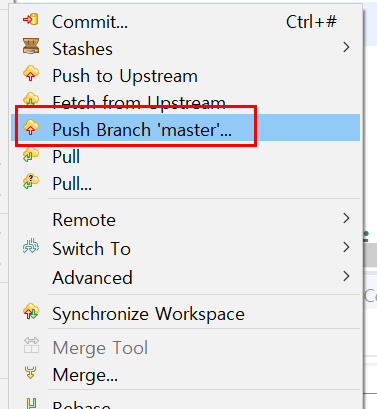 Commit... Ctrl+#
Stashes
Push to Upstream
Fetch from Upstream
Push Branch 'master'...
Pull
Pull...
Remote
Switch To
Advanced
Synchronize Workspace
Merge Tool
Merge...
Rebase